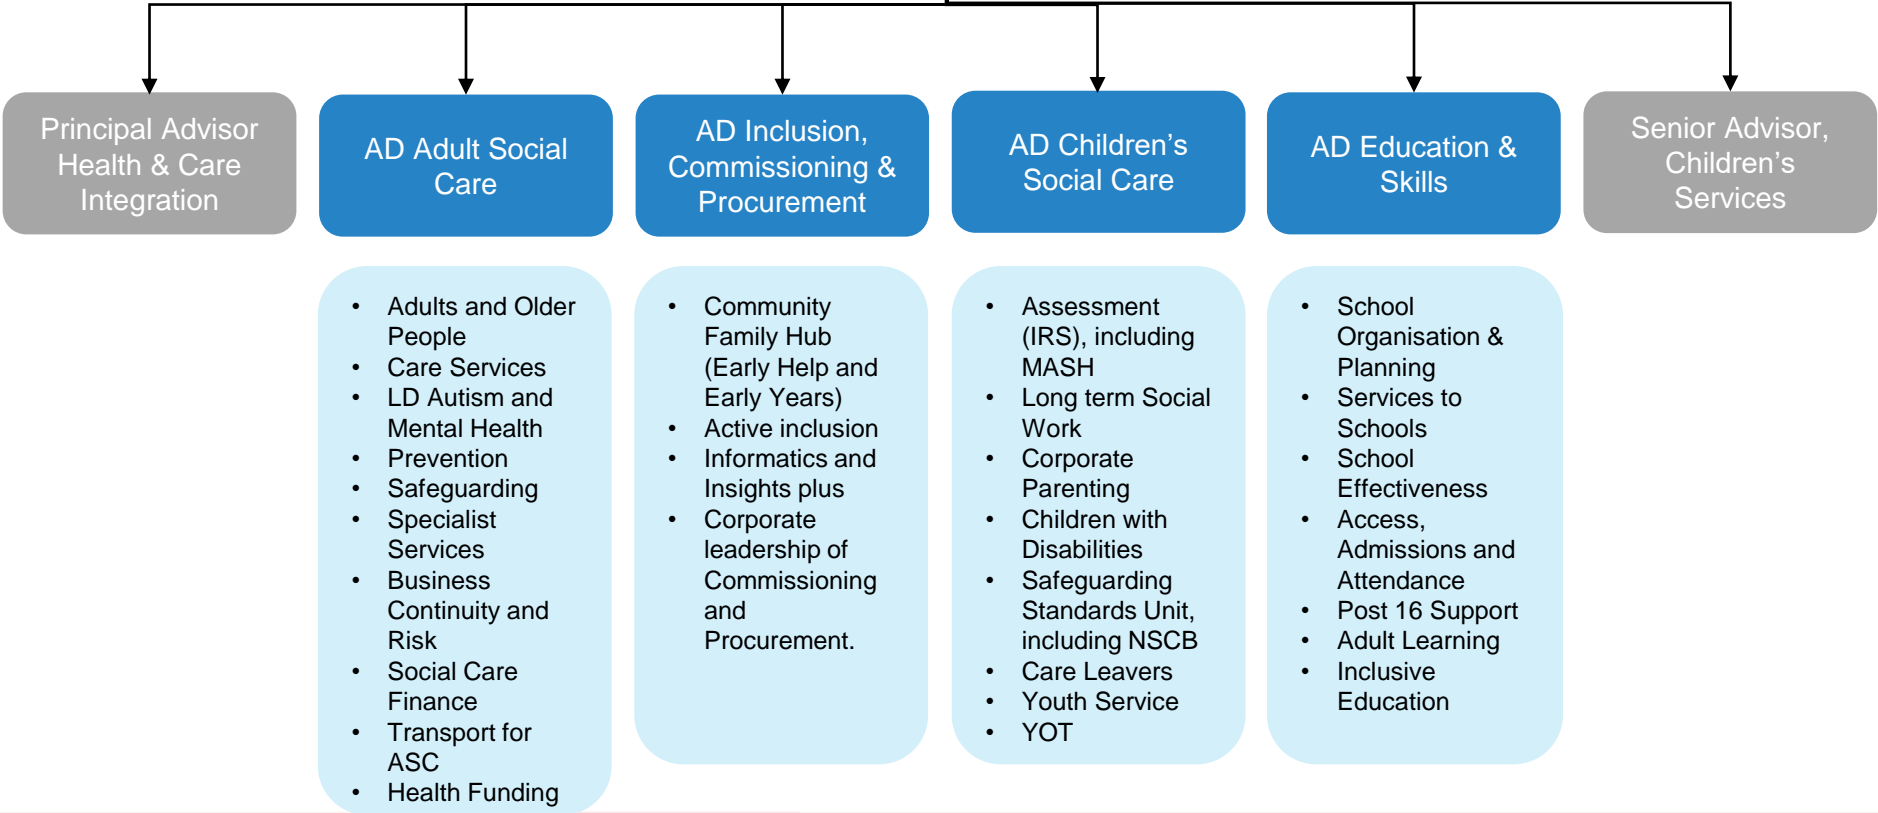 Principal Advisor
Health & Care
Integration
AD Adult Social
Care
AD Inclusion,
Commissioning &
Procurement
AD Children's
Social Care
AD Education &
Skills
Senior Advisor,
Children's
Services
• Adults and Older
People
• Care Services
• LD Autism and
Mental Health
• Prevention
• Safeguarding
• Specialist
Services
• Business
Continuity and
Risk
• Social Care
Finance
• Transport for
ASC
• Health Funding
• Community
Family Hub
(Early Help and
Early Years)
• Active inclusion
• Informatics and
Insights plus
• Corporate
leadership of
Commissioning
and
Procurement.
• Assessment
(IRS), including
MASH
• Long term Social
Work
• Corporate
Parenting
• Children with
Disabilities
• Safeguarding
Standards Unit,
including NSCB
• Care Leavers
• Youth Service
• YOT
• School
Organisation &
Planning
• Services to
Schools
• School
Effectiveness
• Access,
Admissions and
Attendance
• Post 16 Support
• Adult Learning
• Inclusive
Education